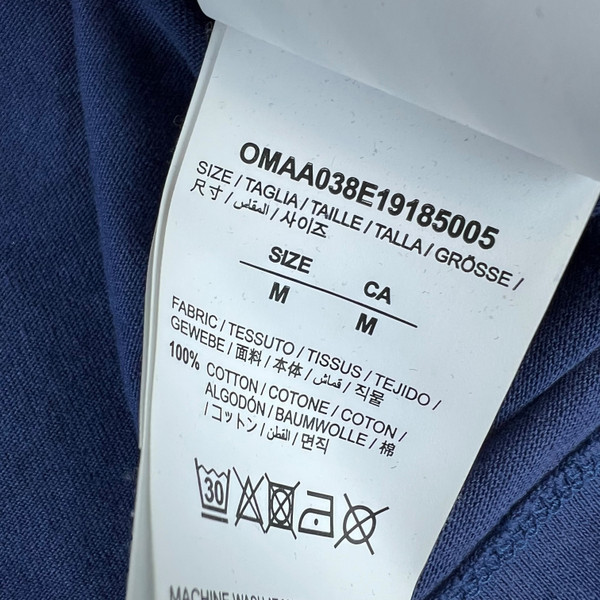 OMAA038E19185005
SIZE / TAGLIA / TAILLE / TALLA / GRÖSSE /
尺寸 / المقاس / 사이즈
SIZE CA
M M
FABRIC / TESSUTO / TISSUS / TEJIDO /
GEWEBE / 面料 / 本体 / قماش / 직물
100% COTTON / COTONE / COTON /
ALGODÓN / BAUMWOLLE / 棉
/ コットン / القطن / 면직
30
MACHINE WASH